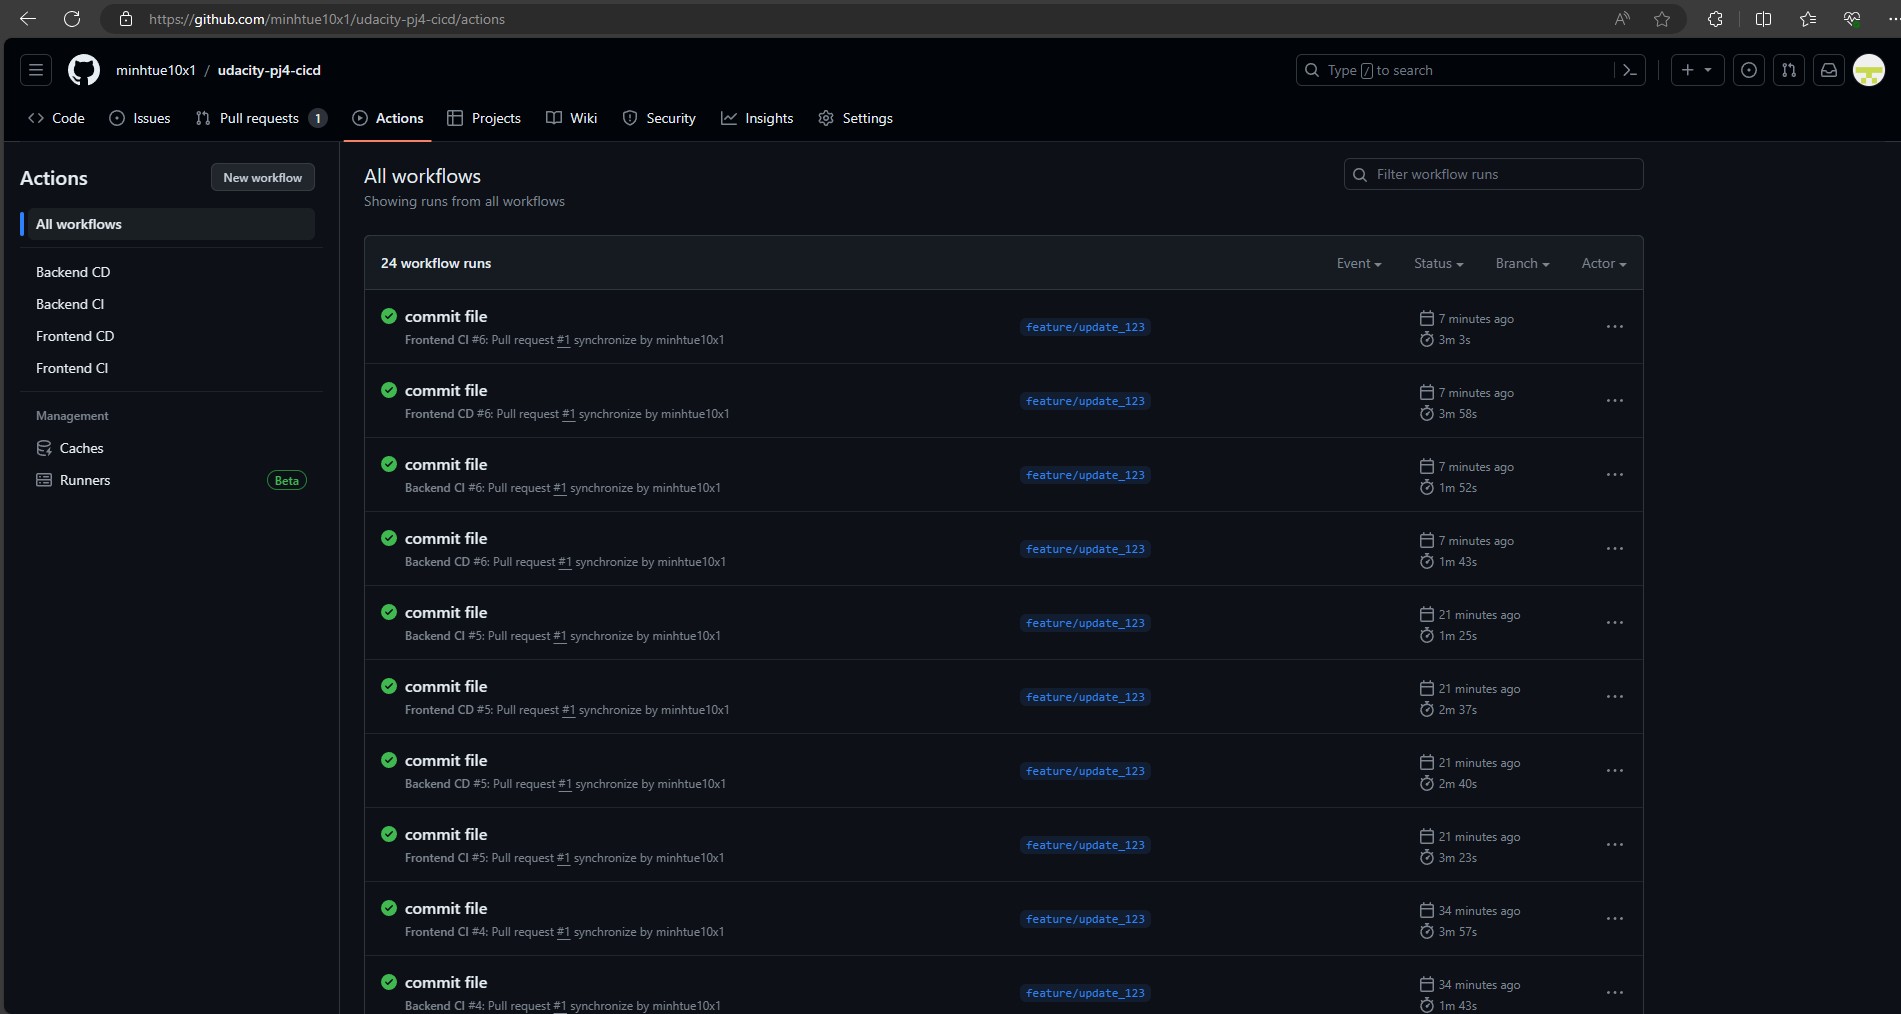 https://github.com/minhtue10x1/udacity-pj4-cicd/actions
minhtue10x1 / udacity-pj4-cicd
Type / to search
Code Issues Pull requests 1 Actions Projects Wiki Security Insights Settings
Actions
New workflow
All workflows
Backend CD
Backend CI
Frontend CD
Frontend CI
Management
Caches
Runners Beta
All workflows
Showing runs from all workflows
Filter workflow runs
24 workflow runs
Event Status Branch Actor
commit file
Frontend CI #6: Pull request #1 synchronize by minhtue10x1
feature/update_123
7 minutes ago
3m 3s
commit file
Frontend CD #6: Pull request #1 synchronize by minhtue10x1
feature/update_123
7 minutes ago
3m 58s
commit file
Backend CI #6: Pull request #1 synchronize by minhtue10x1
feature/update_123
7 minutes ago
1m 52s
commit file
Backend CD #6: Pull request #1 synchronize by minhtue10x1
feature/update_123
7 minutes ago
1m 43s
commit file
Backend CI #5: Pull request #1 synchronize by minhtue10x1
feature/update_123
21 minutes ago
1m 25s
commit file
Frontend CD #5: Pull request #1 synchronize by minhtue10x1
feature/update_123
21 minutes ago
2m 37s
commit file
Backend CD #5: Pull request #1 synchronize by minhtue10x1
feature/update_123
21 minutes ago
2m 40s
commit file
Frontend CI #5: Pull request #1 synchronize by minhtue10x1
feature/update_123
21 minutes ago
3m 23s
commit file
Frontend CI #4: Pull request #1 synchronize by minhtue10x1
feature/update_123
34 minutes ago
3m 57s
commit file
Backend CI #4: Pull request #1 synchronize by minhtue10x1
feature/update_123
34 minutes ago
1m 43s